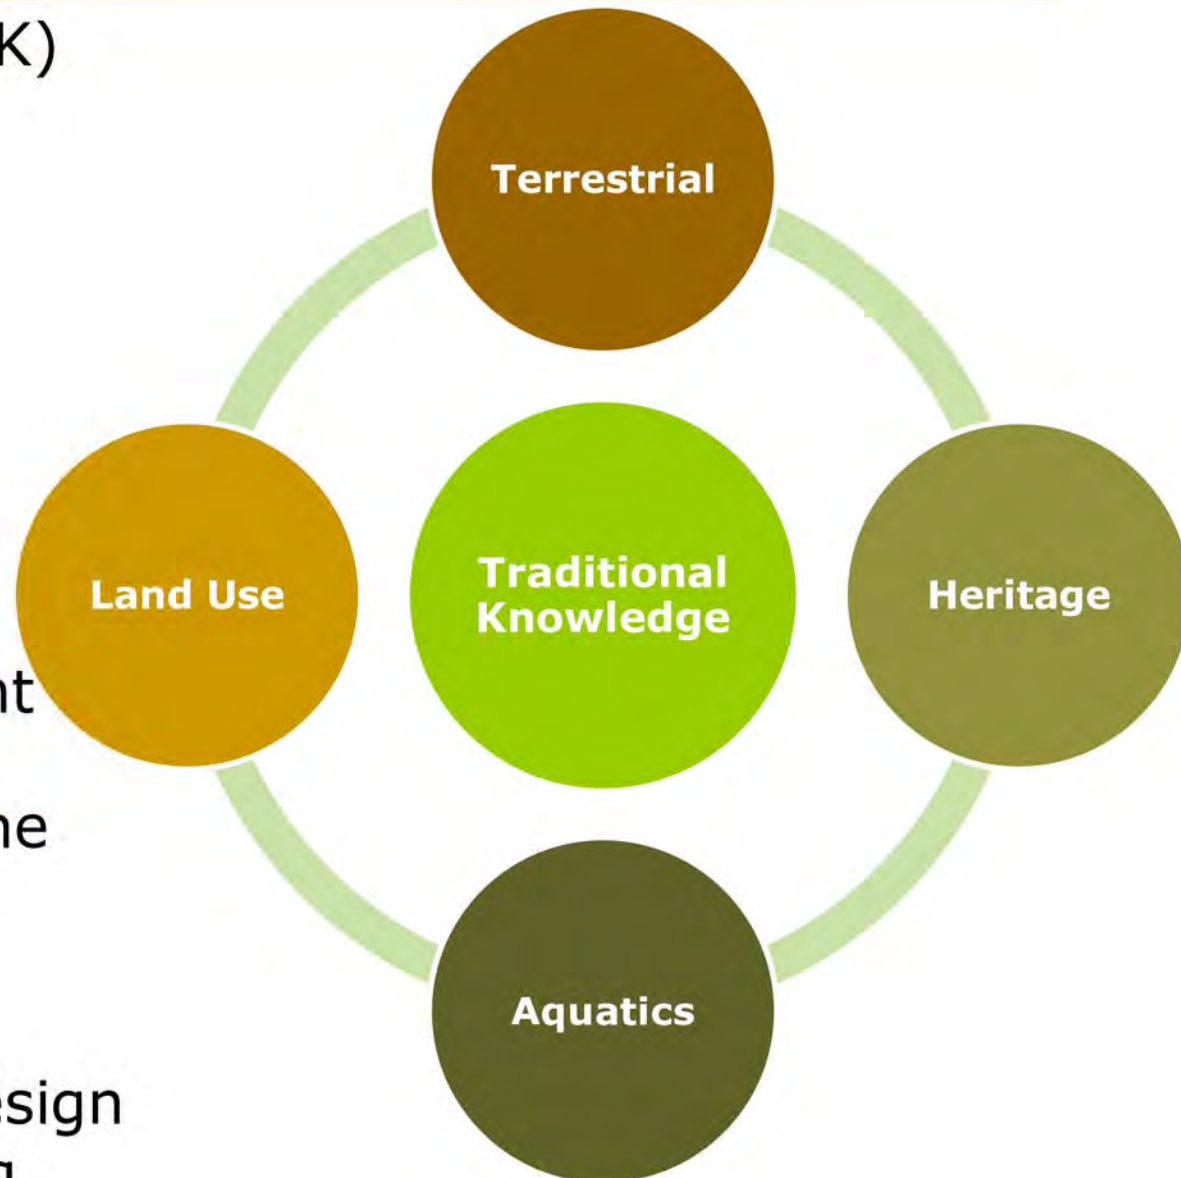 K)
Terrestrial
Land Use
Traditional
Knowledge
Heritage
nt
ne
Aquatics
esign